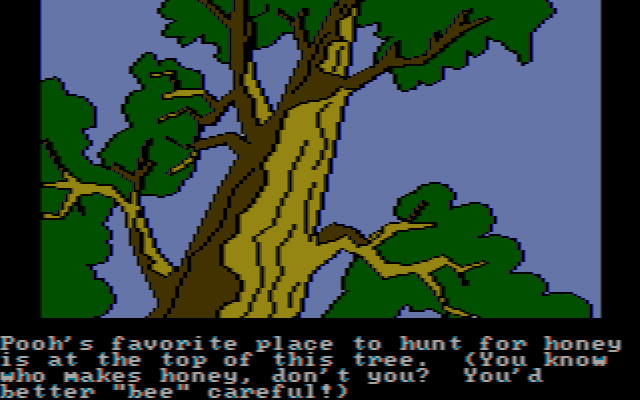 Pooh's favorite place to hunt for honey
is at the top of this tree.  (You know
who makes honey, don't you?  You'd
better "bee" careful!)